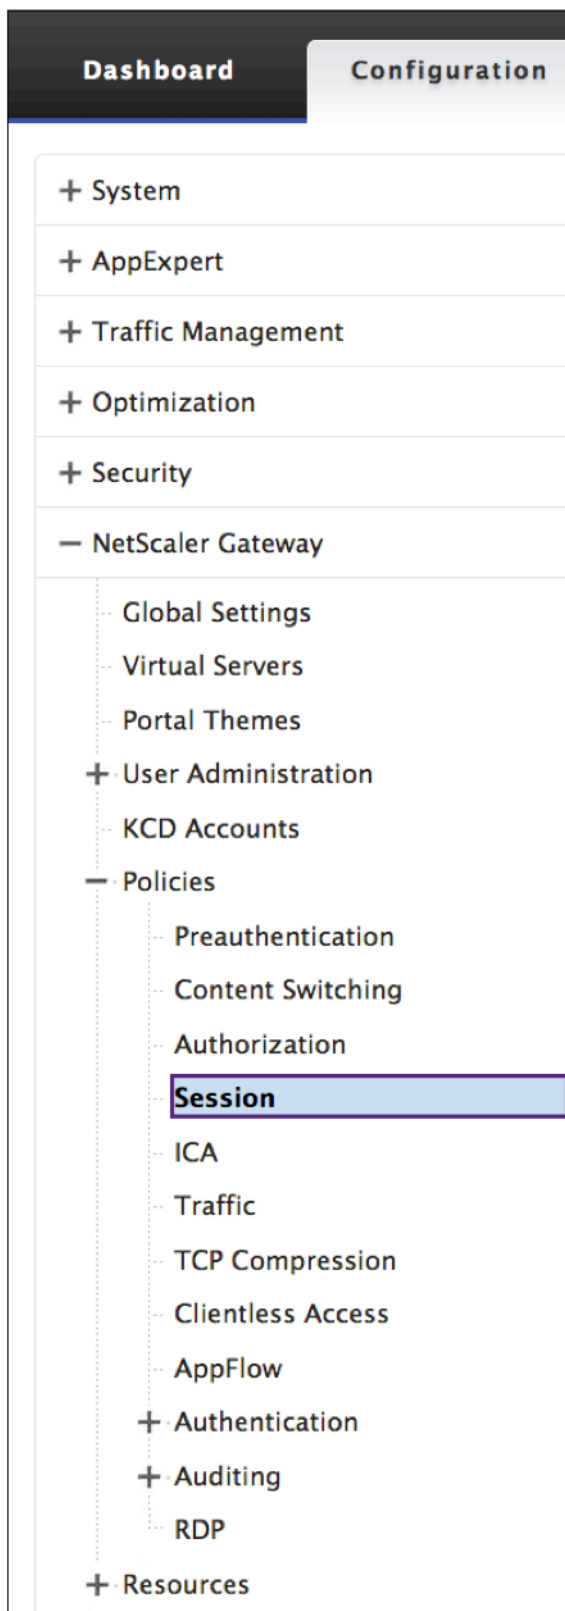 Dashboard Configuration
System
AppExpert
Traffic Management
Optimization
Security
NetScaler Gateway
Global Settings
Virtual Servers
Portal Themes
User Administration
KCD Accounts
Policies
Preauthentication
Content Switching
Authorization
Session
ICA
Traffic
TCP Compression
Clientless Access
AppFlow
Authentication
Auditing
RDP
Resources